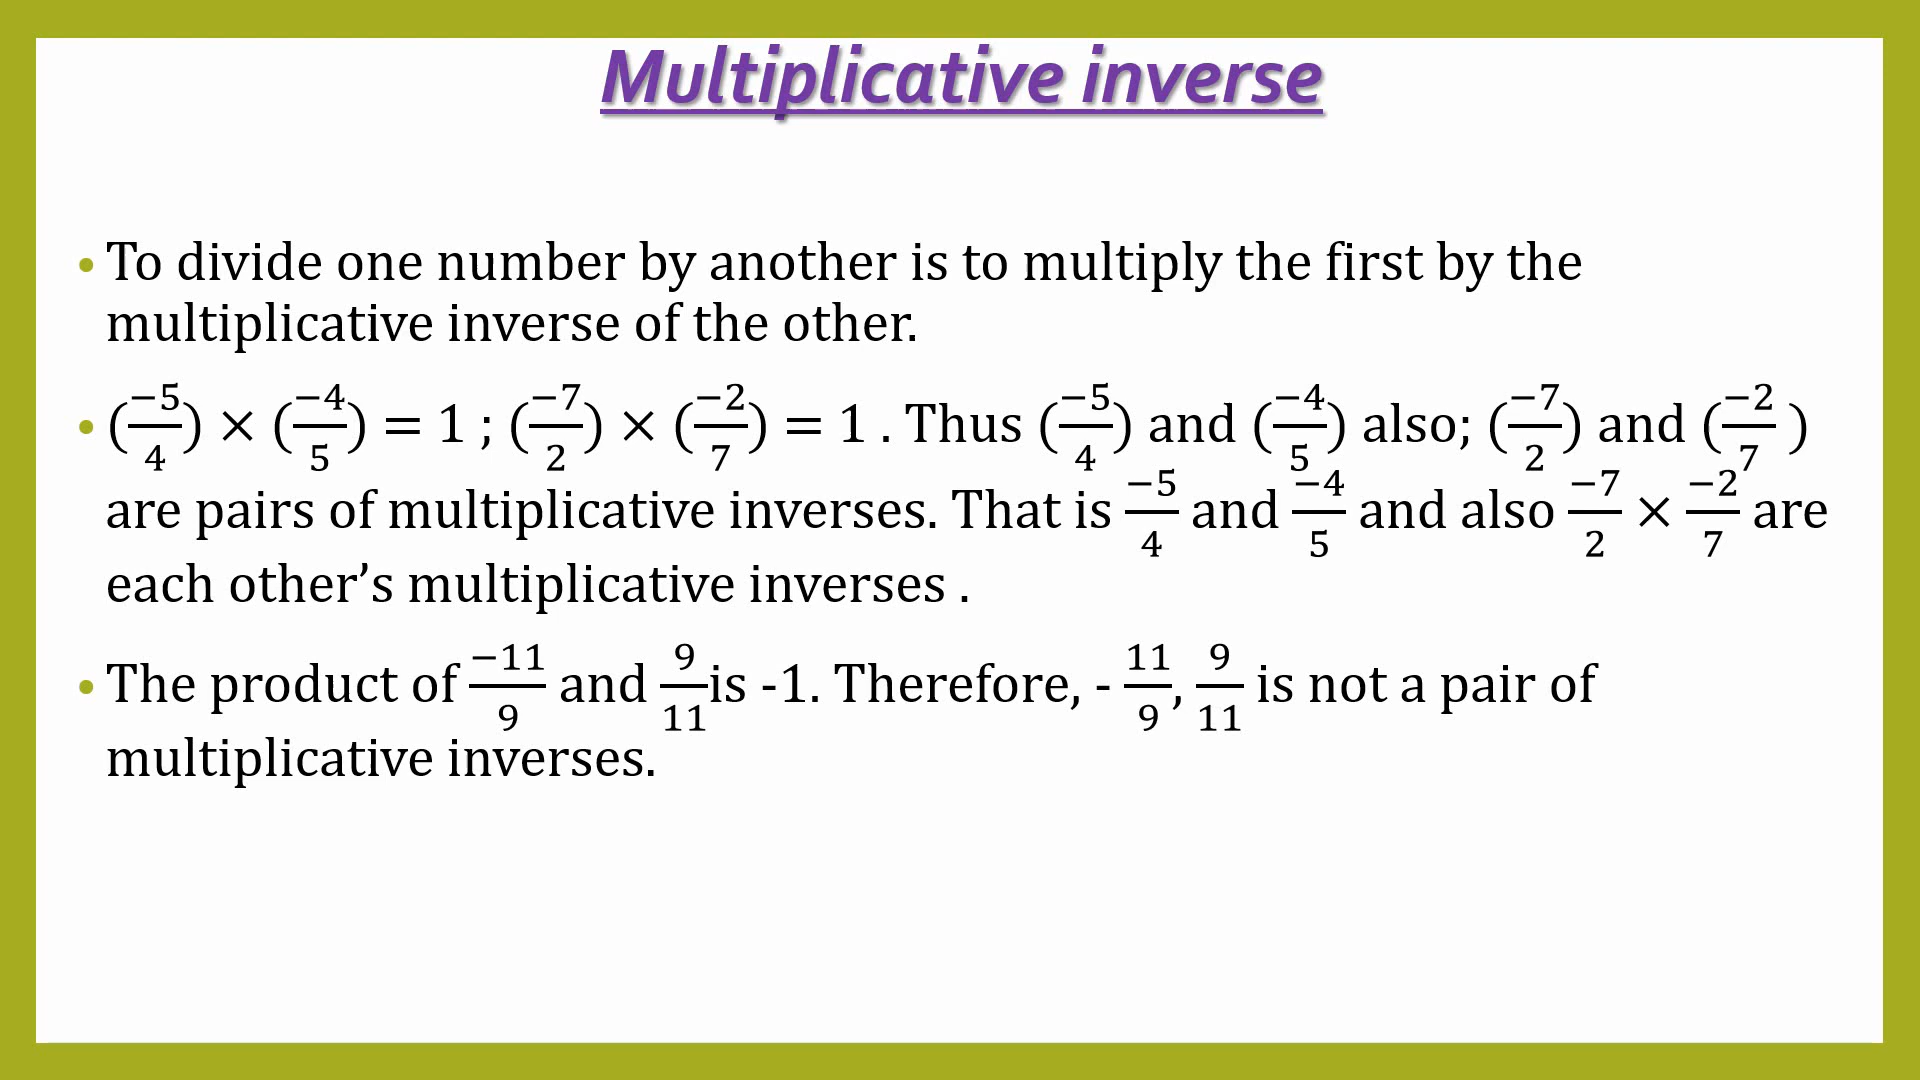 Multiplicative inverse
• To divide one number by another is to multiply the first by the
multiplicative inverse of the other.
• (−5/4) × (−4/5) = 1 ; (−7/2) × (−2/7) = 1 . Thus (−5/4) and (−4/5) also; (−7/2) and (−2/7 )
are pairs of multiplicative inverses. That is −5/4 and −4/5 and also −7/2 × −2/7 are
each other’s multiplicative inverses .
• The product of −11/9 and 9/11 is -1. Therefore, - 11/9, 9/11 is not a pair of
multiplicative inverses.